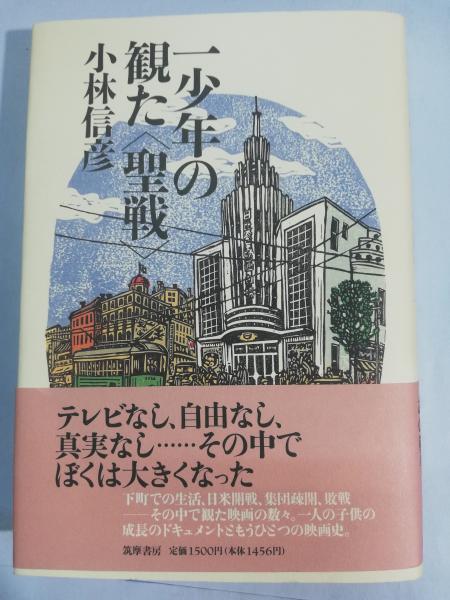 一少年の
観た〈聖戦〉
小林信彦
テレビなし、自由なし、
真実なし……その中で
ぼくは大きくなった
下町での生活、日米開戦、集団疎開、敗戦
――その中で観た映画の数々。一人の子供の
成長のドキュメントともうひとつの映画史。
筑摩書房 定価1500円(本体1456円)